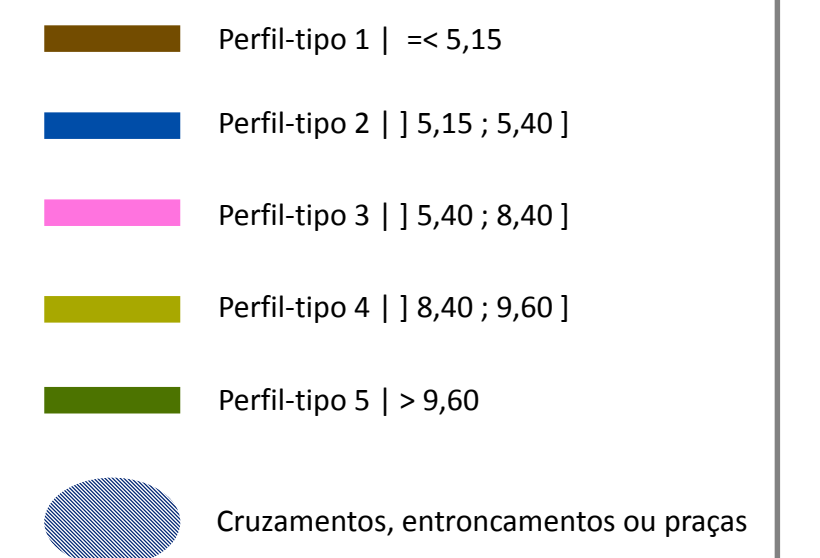 Perfil-tipo 1 | =< 5,15
Perfil-tipo 2 | ] 5,15 ; 5,40 ]
Perfil-tipo 3 | ] 5,40 ; 8,40 ]
Perfil-tipo 4 | ] 8,40 ; 9,60 ]
Perfil-tipo 5 | > 9,60
Cruzamentos, entroncamentos ou praças